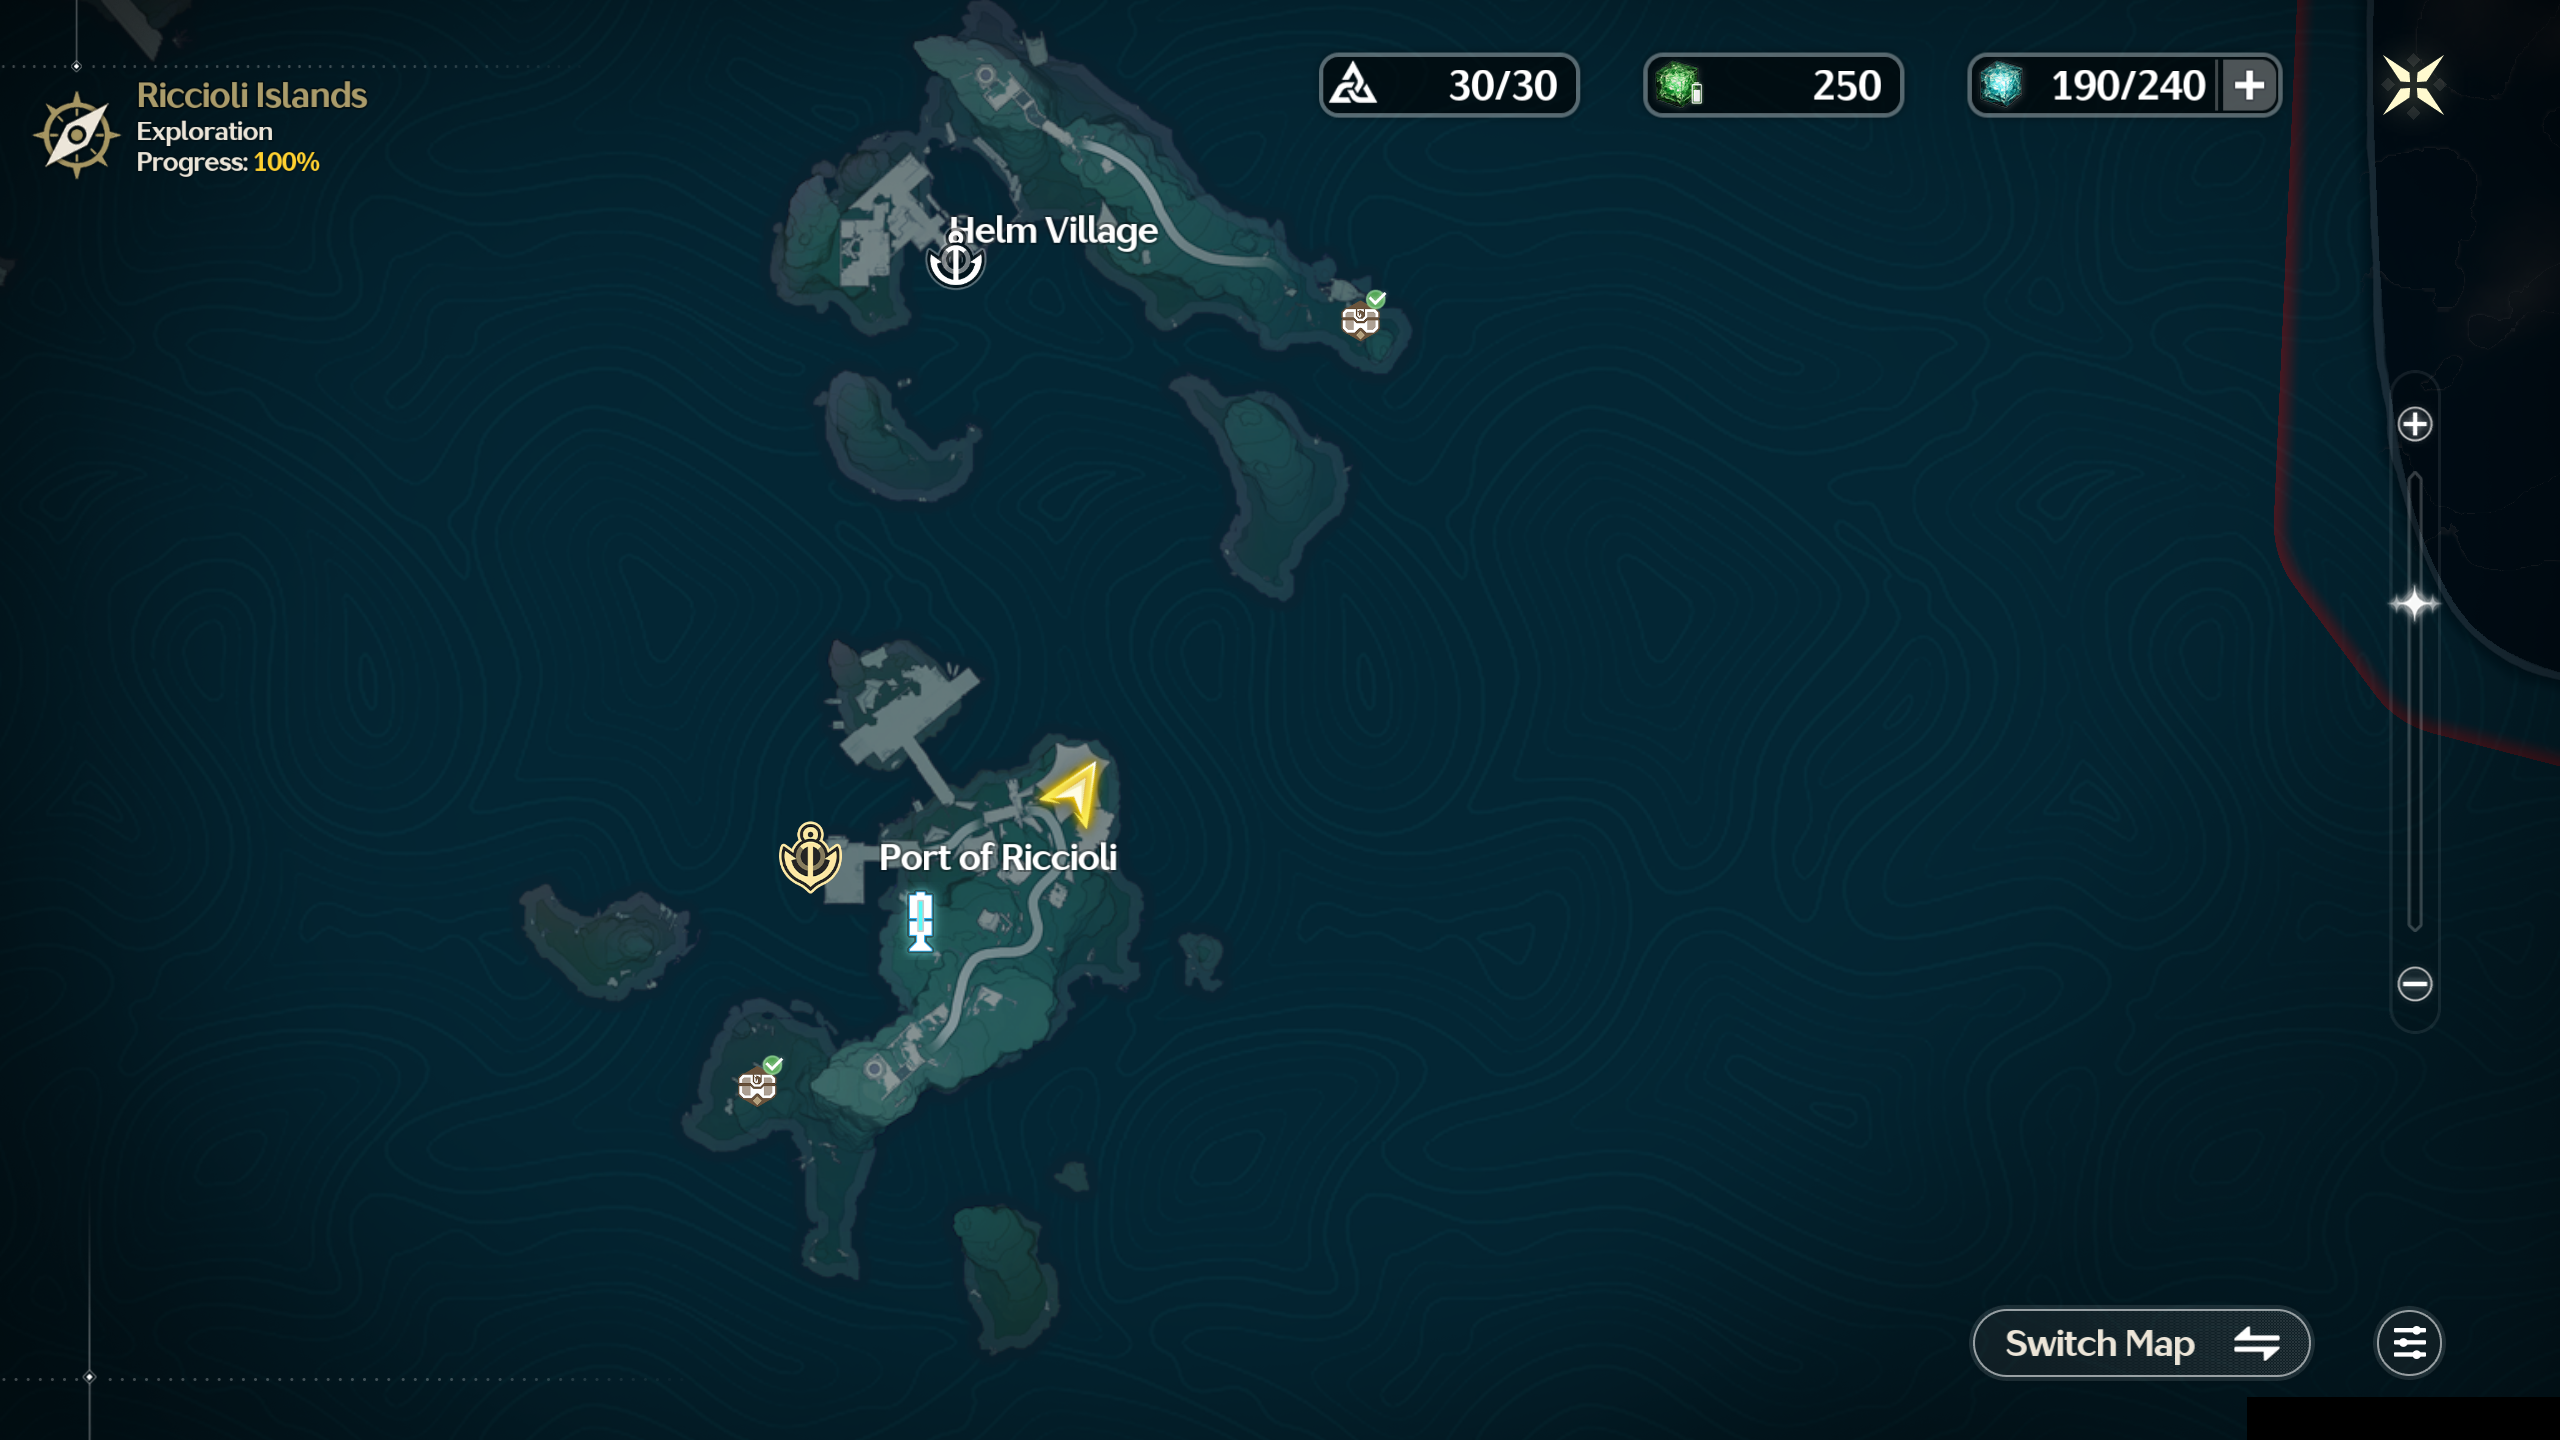 Riccioli Islands
Exploration
Progress: 100%
30/30
250
190/240
Helm Village
Port of Riccioli
Switch Map